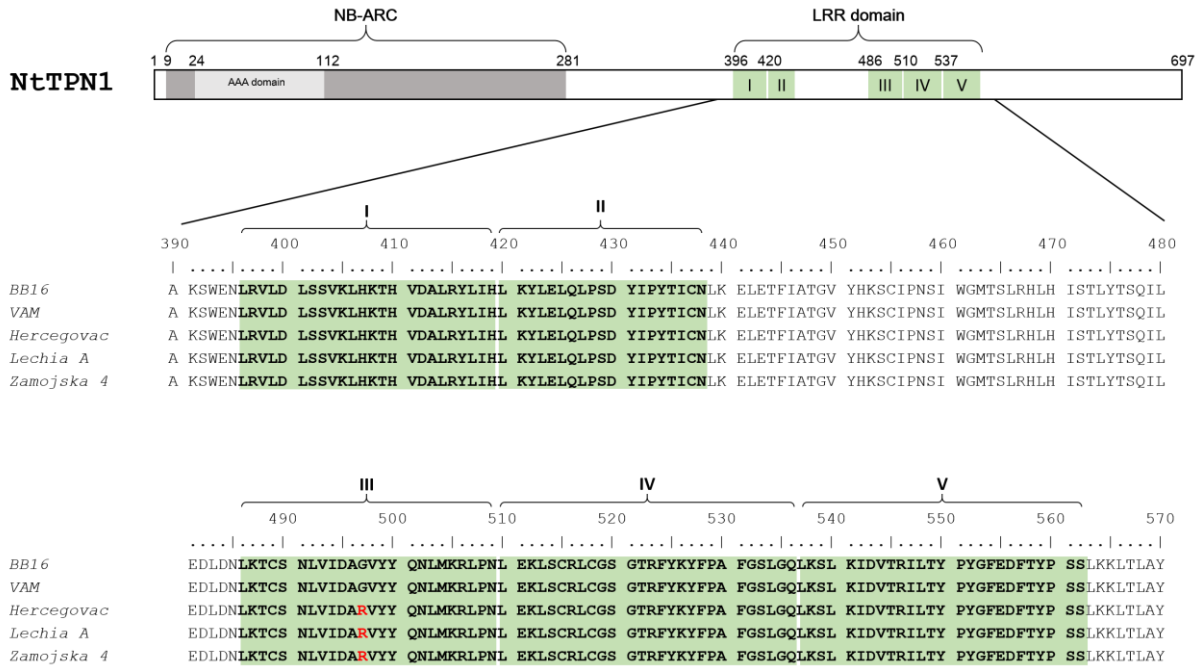 NB-ARC LRR domain
1 9 24 112 281 396 420 486 510 537 697
NtTPN1 AAA domain I II III IV V
I II
390 400 410 420 430 440 450 460 470 480
BB16 A KSWENLRVLD LSSVKLHKTH VDALRYLIHL KYLELQLPSD YIPYTICNLK ELETFIATGV YHKSCIPNSI WGMTSLRHLH ISTLYTSQIL
VAM A KSWENLRVLD LSSVKLHKTH VDALRYLIHL KYLELQLPSD YIPYTICNLK ELETFIATGV YHKSCIPNSI WGMTSLRHLH ISTLYTSQIL
Hercegovac A KSWENLRVLD LSSVKLHKTH VDALRYLIHL KYLELQLPSD YIPYTICNLK ELETFIATGV YHKSCIPNSI WGMTSLRHLH ISTLYTSQIL
Lechia A A KSWENLRVLD LSSVKLHKTH VDALRYLIHL KYLELQLPSD YIPYTICNLK ELETFIATGV YHKSCIPNSI WGMTSLRHLH ISTLYTSQIL
Zamojska 4 A KSWENLRVLD LSSVKLHKTH VDALRYLIHL KYLELQLPSD YIPYTICNLK ELETFIATGV YHKSCIPNSI WGMTSLRHLH ISTLYTSQIL
III IV V
490 500 510 520 530 540 550 560 570
BB16 EDLDNLKTCS NLVIDAGVYY QNLMKRLPNL EKLSCRLCGS GTRFYKYFPA FGSLGQLKSL KIDVTRILTY PYGFEDFTYP SSLKKLTLAY
VAM EDLDNLKTCS NLVIDAGVYY QNLMKRLPNL EKLSCRLCGS GTRFYKYFPA FGSLGQLKSL KIDVTRILTY PYGFEDFTYP SSLKKLTLAY
Hercegovac EDLDNLKTCS NLVIDARVYY QNLMKRLPNL EKLSCRLCGS GTRFYKYFPA FGSLGQLKSL KIDVTRILTY PYGFEDFTYP SSLKKLTLAY
Lechia A EDLDNLKTCS NLVIDARVYY QNLMKRLPNL EKLSCRLCGS GTRFYKYFPA FGSLGQLKSL KIDVTRILTY PYGFEDFTYP SSLKKLTLAY
Zamojska 4 EDLDNLKTCS NLVIDARVYY QNLMKRLPNL EKLSCRLCGS GTRFYKYFPA FGSLGQLKSL KIDVTRILTY PYGFEDFTYP SSLKKLTLAY